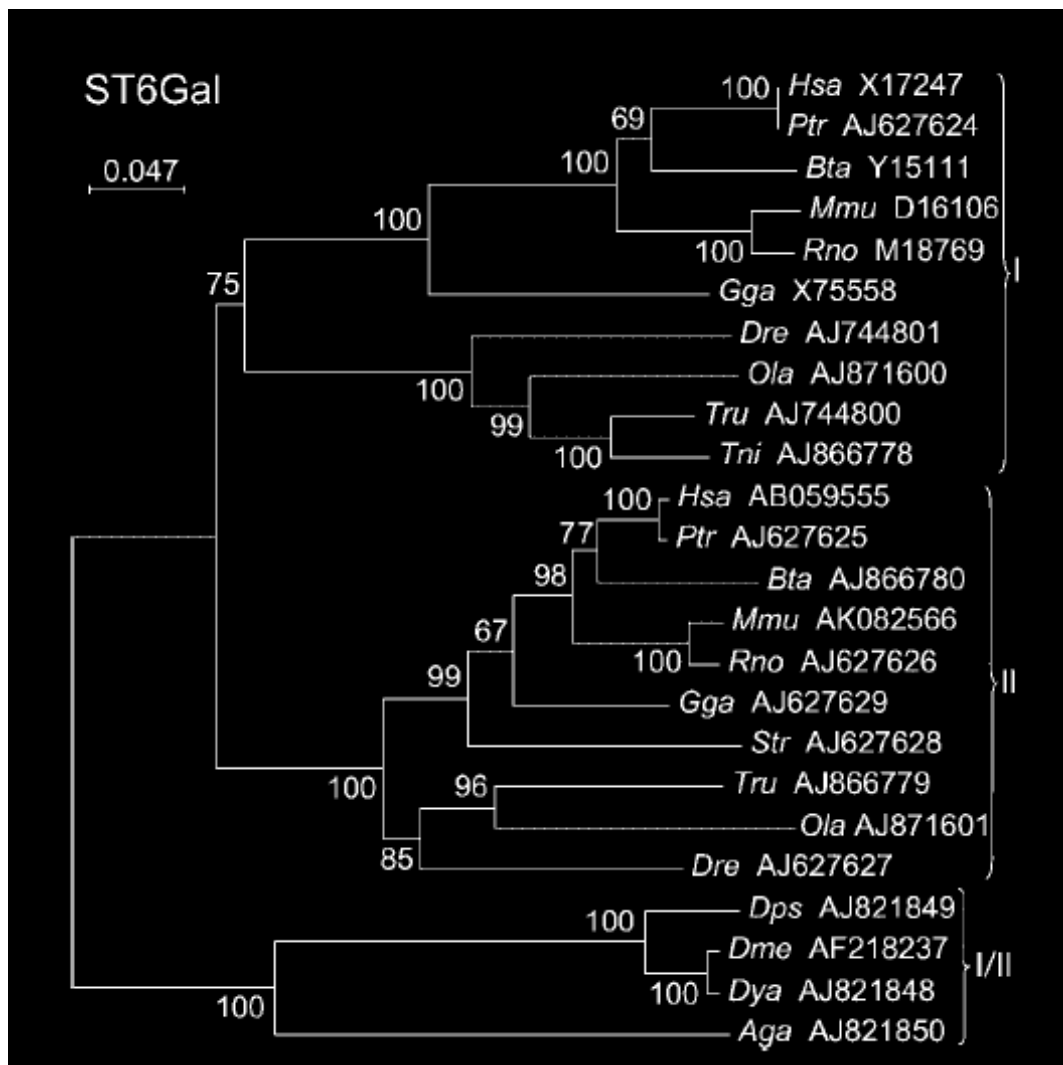 ST6Gal
0.047
100 Hsa X17247
Ptr AJ627624
69
Bta Y15111
100
Mmu D16106
100 Rno M18769
100
I
75
Gga X75558
Dre AJ744801
100
Ola AJ871600
99
Tru AJ744800
100 Tni AJ866778
100 Hsa AB059555
77
Ptr AJ627625
98
Bta AJ866780
67
Mmu AK082566
100 Rno AJ627626
99
II
Gga AJ627629
Str AJ627628
100
96
Tru AJ866779
Ola AJ871601
85
Dre AJ627627
100
Dps AJ821849
Dme AF218237
I/II
100 Dya AJ821848
100
Aga AJ821850